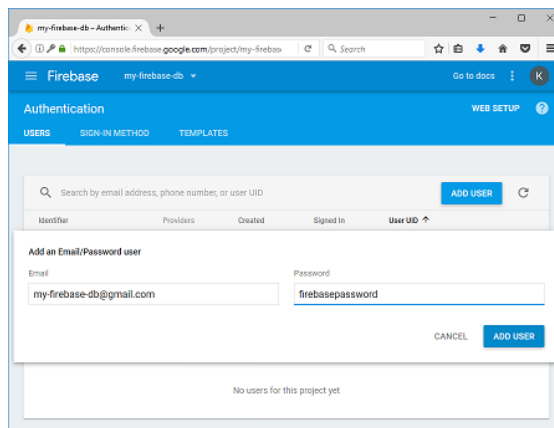 my-firebase-db – Authentic
https://console.firebase.google.com/project/my-firebas
Search
Firebase my-firebase-db Go to docs K
Authentication WEB SETUP
USERS SIGN-IN METHOD TEMPLATES
Search by email address, phone number, or user UID ADD USER
Identifier Providers Created Signed In User UID
Add an Email/Password user
Email Password
my-firebase-db@gmail.com firebasepassword
CANCEL ADD USER
No users for this project yet